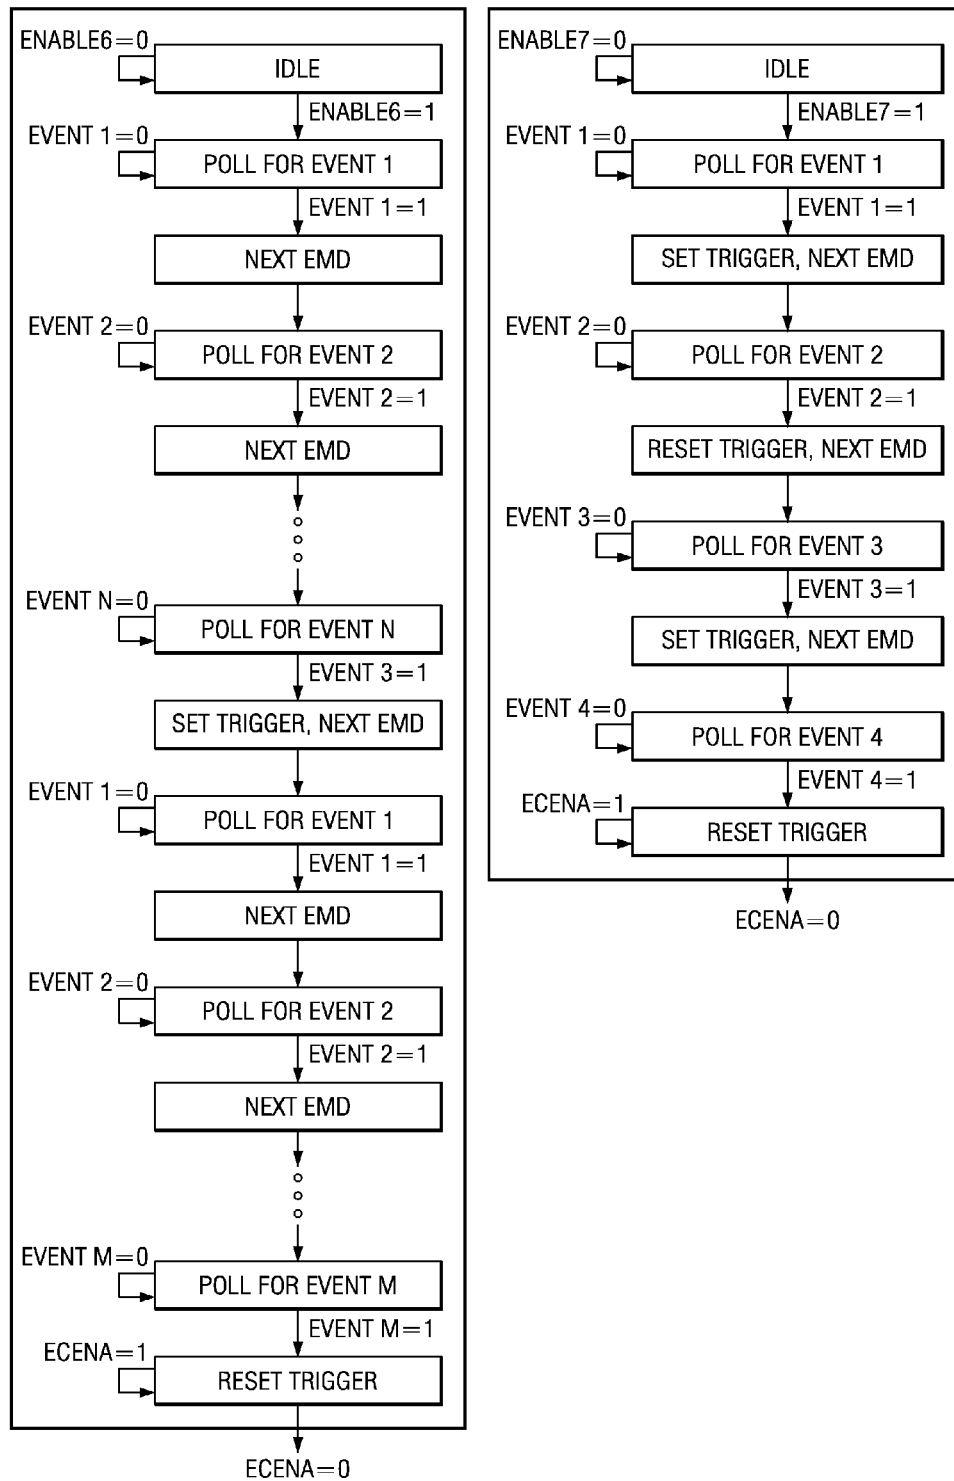 ENABLE6=0
IDLE
ENABLE6=1
EVENT 1=0
POLL FOR EVENT 1
EVENT 1=1
NEXT EMD
EVENT 2=0
POLL FOR EVENT 2
EVENT 2=1
NEXT EMD
EVENT N=0
POLL FOR EVENT N
EVENT 3=1
SET TRIGGER, NEXT EMD
EVENT 1=0
POLL FOR EVENT 1
EVENT 1=1
NEXT EMD
EVENT 2=0
POLL FOR EVENT 2
EVENT 2=1
NEXT EMD
EVENT M=0
POLL FOR EVENT M
EVENT M=1
ECENA=1
RESET TRIGGER
ECENA=0
ENABLE7=0
IDLE
ENABLE7=1
EVENT 1=0
POLL FOR EVENT 1
EVENT 1=1
SET TRIGGER, NEXT EMD
EVENT 2=0
POLL FOR EVENT 2
EVENT 2=1
RESET TRIGGER, NEXT EMD
EVENT 3=0
POLL FOR EVENT 3
EVENT 3=1
SET TRIGGER, NEXT EMD
EVENT 4=0
POLL FOR EVENT 4
EVENT 4=1
ECENA=1
RESET TRIGGER
ECENA=0